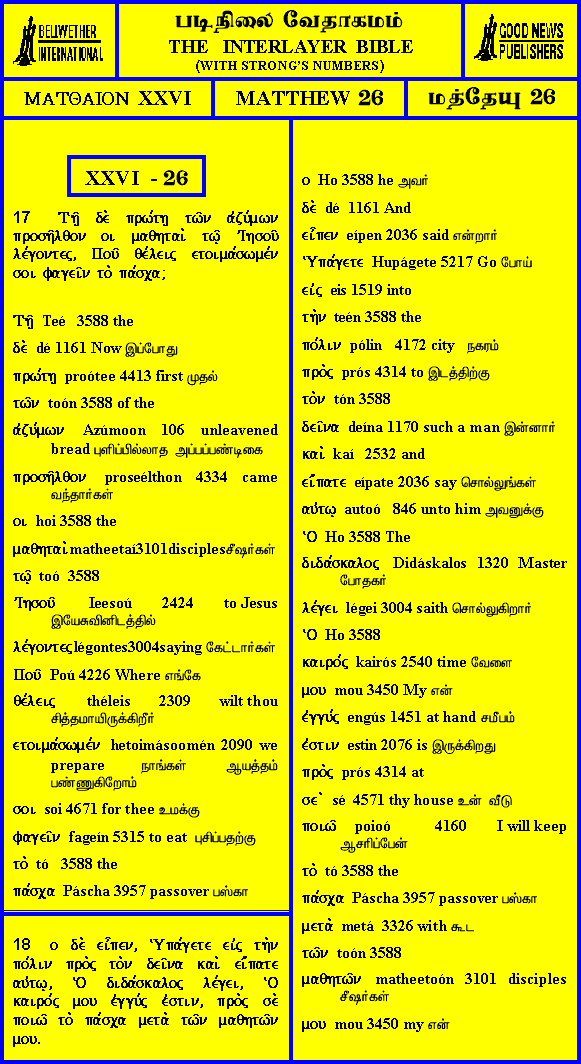 BELLWETHER
INTERNATIONAL
படிநிலை வேதாகமம்
THE INTERLAYER BIBLE
(WITH STRONG'S NUMBERS)
GOOD NEWS
PUBLISHERS
ΜΑΤΘΑΙΟΝ XXVI
MATTHEW 26
மத்தேயு 26
XXVI - 26
17 Τῇ δὲ πρώτῃ τῶν ἀζύμων
προσῆλθον οι μαθηταὶ τῷ Ἰησοῦ
λέγοντες, Ποῦ θέλεις ετοιμάσωμέν
σοι φαγεῖν τὸ πάσχα;
Τῇ Teé 3588 the
δὲ dé 1161 Now இப்போது
πρώτῃ proótee 4413 first முதல்
τῶν toón 3588 of the
ἀζύμων Azúmoon 106 unleavened
bread புளிப்பில்லாத அப்பப்பண்டிகை
προσῆλθον proseélthon 4334 came
வந்தார்கள்
οι hoi 3588 the
μαθηταὶ matheetaí3101disciples சீஷர்கள்
τῷ toó 3588
Ἰησοῦ Ieesoú 2424 to Jesus
இயேசுவினிடத்தில்
λέγοντες légontes3004saying கேட்டார்கள்
Ποῦ Poú 4226 Where எங்கே
θέλεις théleis 2309 wilt thou
சித்தமாயிருக்கிறீர்
ετοιμάσωμέν hetoimásoomén 2090 we
prepare நாங்கள் ஆயத்தம்
பண்ணுகிறோம்
σοι soi 4671 for thee உமக்கு
φαγεῖν fageín 5315 to eat புசிப்பதற்கு
τὸ tó 3588 the
πάσχα Páscha 3957 passover பஸ்கா
18 ο δὲ εἶπεν, Ὑπάγετε εἰς τὴν
πόλιν πρὸς τὸν δεῖνα καὶ εἴπατε
αὐτῳ, Ὁ διδάσκαλος λέγει, Ὁ
καιρός μου ἐγγύς ἐστιν, πρὸς σὲ
ποιῶ τὸ πάσχα μετὰ τῶν μαθητῶν
μου.
ο Ho 3588 he அவர்
δὲ dé 1161 And
εἶπεν eípen 2036 said என்றார்
Ὑπάγετε Hupágete 5217 Go போய்
εἰς eis 1519 into
τὴν teén 3588 the
πόλιν pólin 4172 city நகரம்
πρὸς prós 4314 to இடத்திற்கு
τὸν tón 3588
δεῖνα deína 1170 such a man இன்னார்
καὶ kaí 2532 and
εἴπατε eípate 2036 say சொல்லுங்கள்
αὐτῳ autoó 846 unto him அவனுக்கு
Ὁ Ho 3588 The
διδάσκαλος Didáskalos 1320 Master
போதகர்
λέγει légei 3004 saith சொல்லுகிறார்
Ὁ Ho 3588
καιρός kairós 2540 time வேளை
μου mou 3450 My என்
ἐγγύς engús 1451 at hand சமீபம்
ἐστιν estin 2076 is இருக்கிறது
πρὸς prós 4314 at
σε` sé 4571 thy house உன் வீடு
ποιῶ poioó 4160 I will keep
ஆசரிப்பேன்
τὸ tó 3588 the
πάσχα Páscha 3957 passover பஸ்கா
μετὰ metá 3326 with கூட
τῶν toón 3588
μαθητῶν matheetoón 3101 disciples
சீஷர்கள்
μου mou 3450 my என்